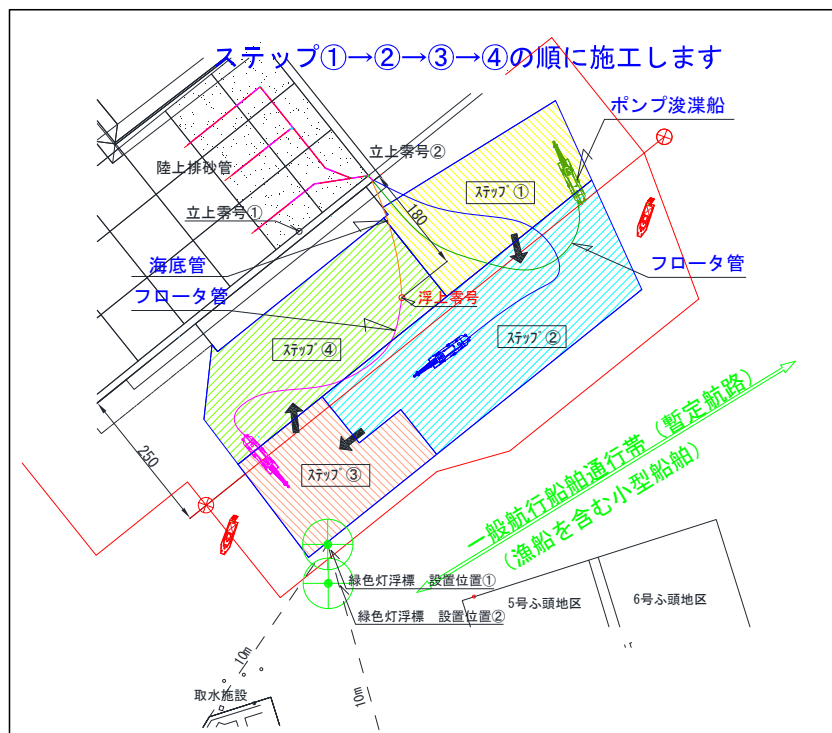 ステップ①→②→③→④の順に施工します
ポンプ浚渫船
立上零号②
陸上排砂管
ステップ①
立上零号①
180
海底管
フロータ管
フロータ管
浮上零号
ステップ②
ステップ④
250
一般航行船舶通行帯（暫定航路）
（漁船を含む小型船舶）
ステップ③
緑色灯浮標　設置位置①
5号ふ頭地区
6号ふ頭地区
緑色灯浮標　設置位置②
10m
取水施設
10m